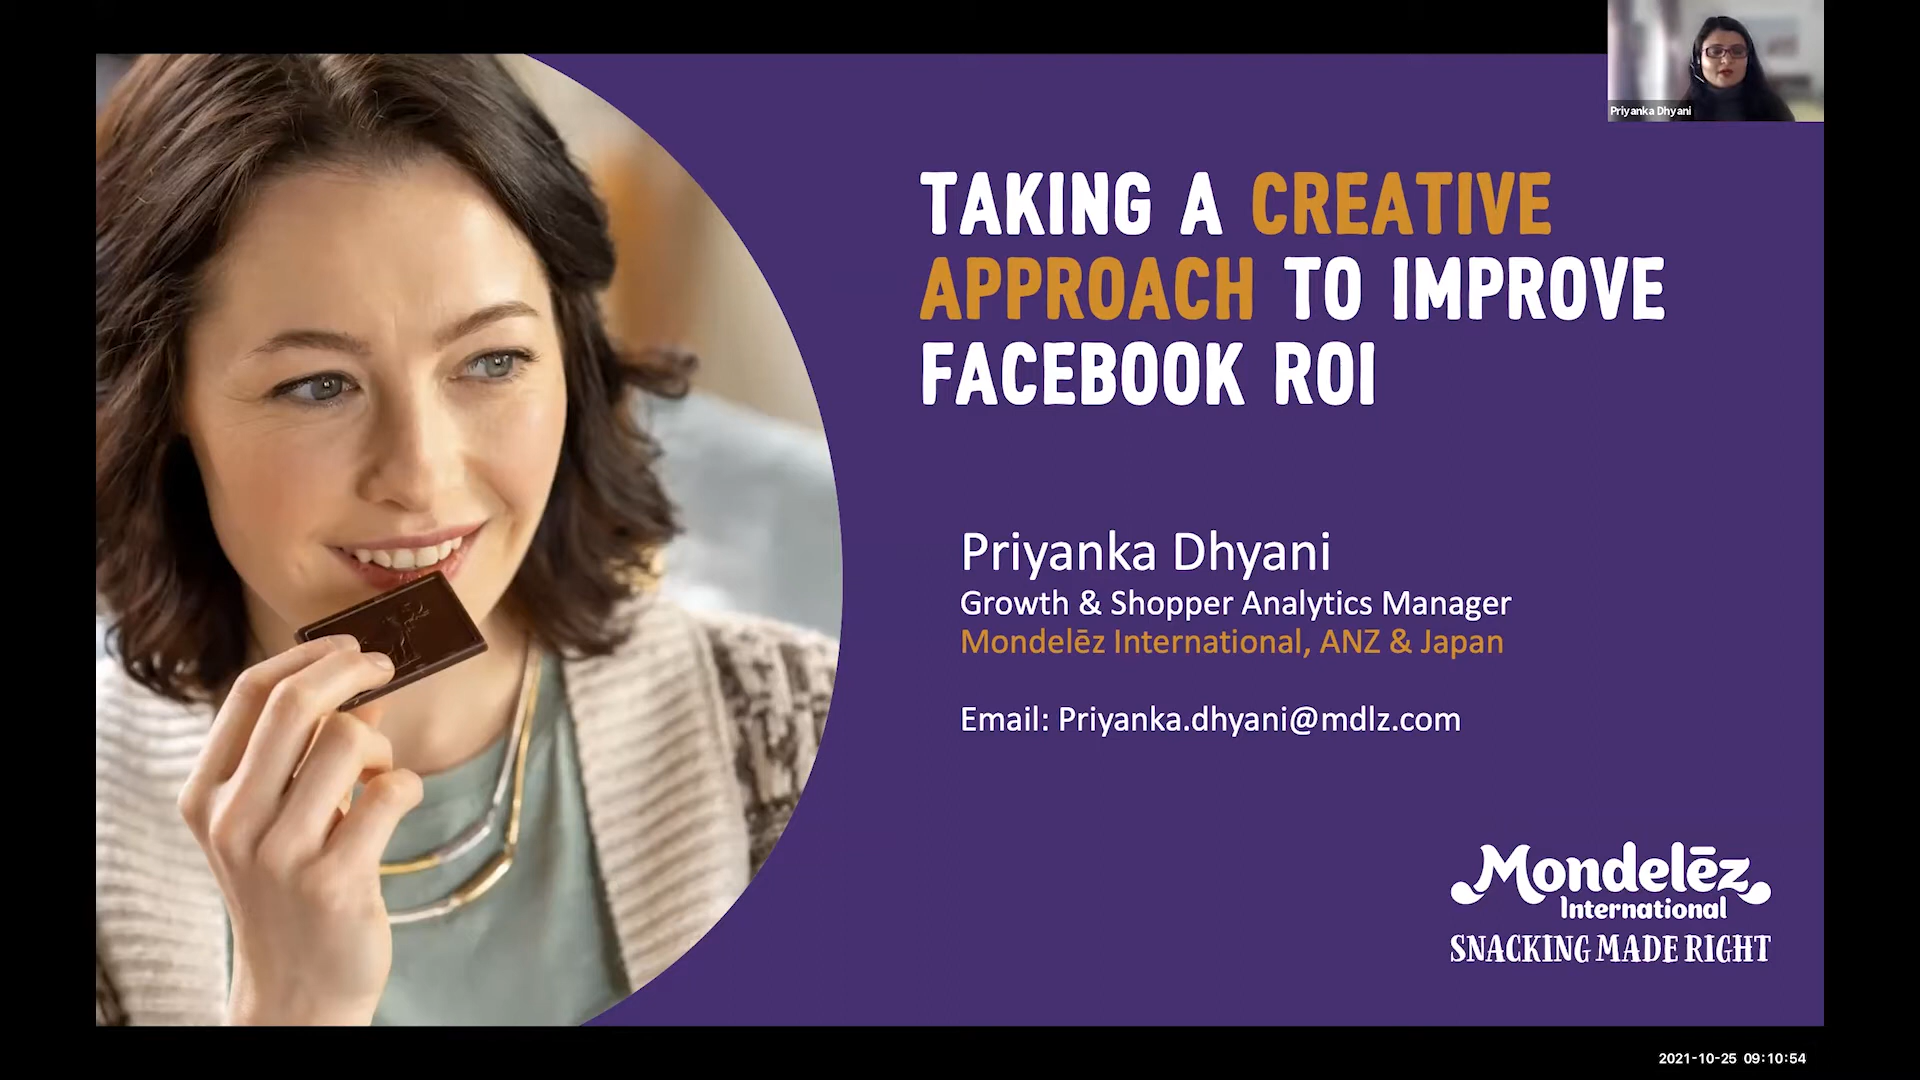 Priyanka Dhyani
TAKING A CREATIVE
APPROACH TO IMPROVE
FACEBOOK ROI
Priyanka Dhyani
Growth & Shopper Analytics Manager
Mondelēz International, ANZ & Japan
Email: Priyanka.dhyani@mdlz.com
Mondelēz
International
SNACKING MADE RIGHT
2021-10-25 09:10:54